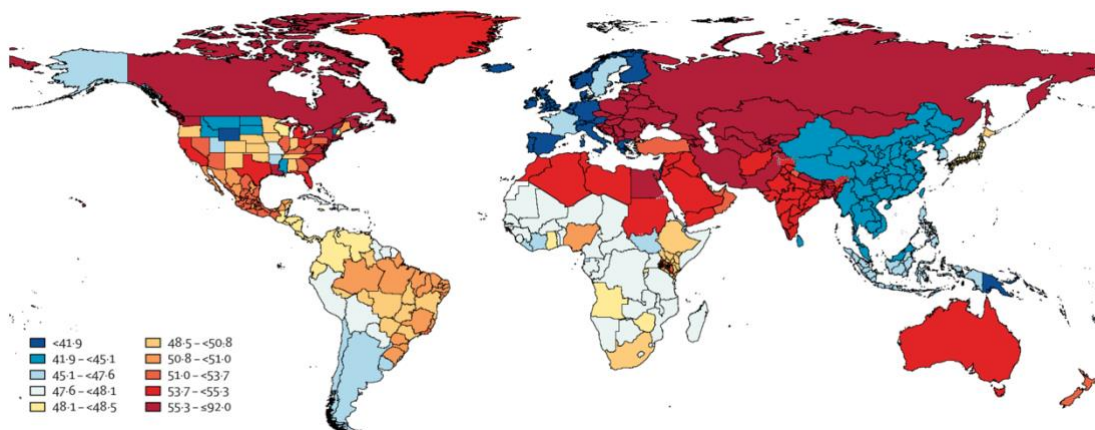 <41·9
41·9 – <45·1
45·1 – <47·6
47·6 – <48·1
48·1 – <48·5
48·5 – <50·8
50·8 – <51·0
51·0 – <53·7
53·7 – <55·3
55·3 – ≤92·0